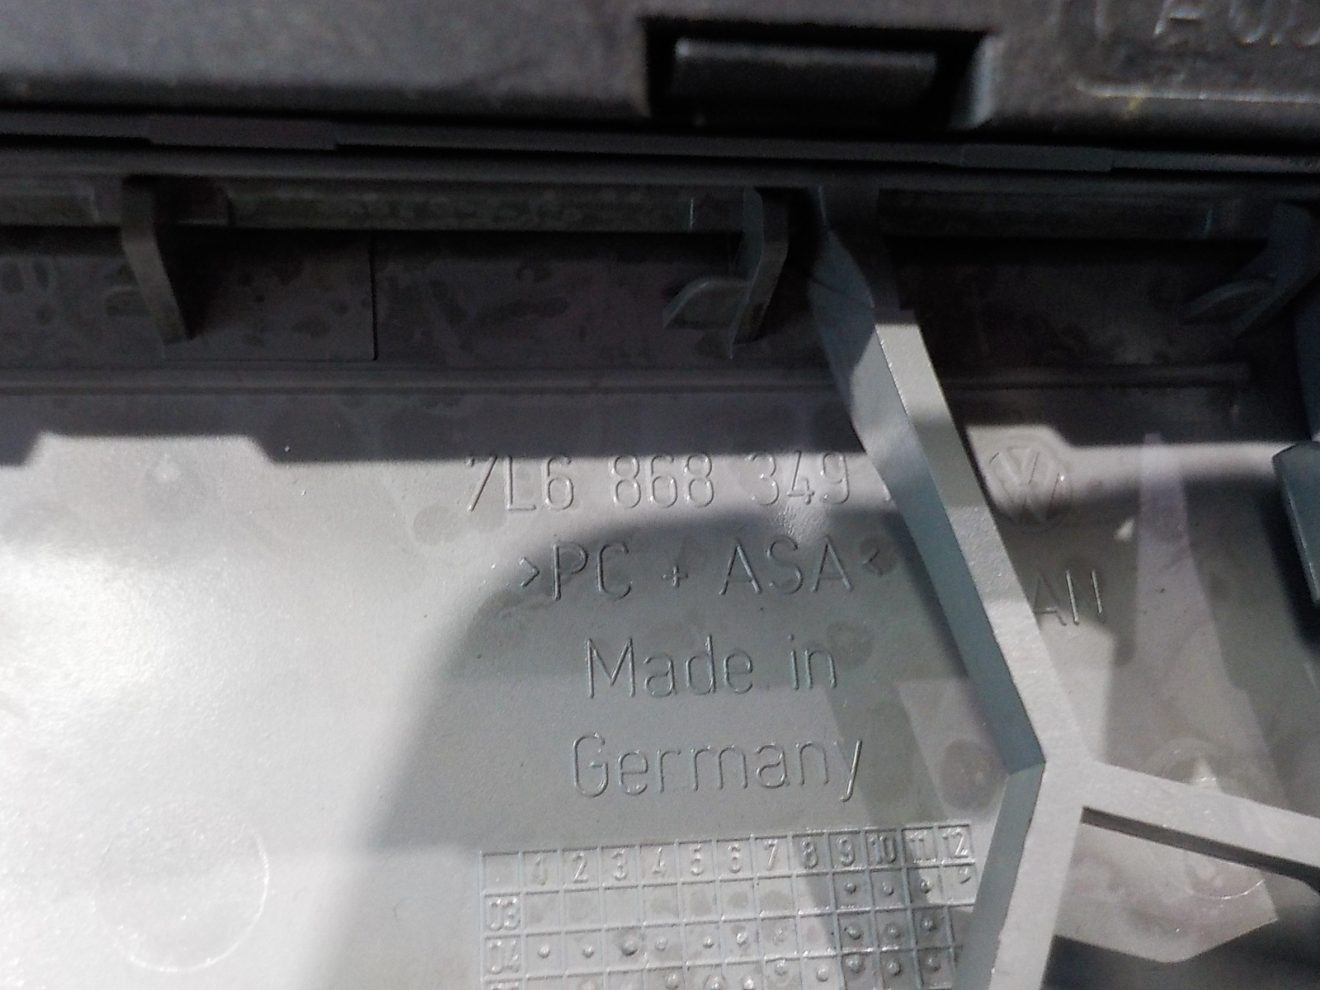 7L6 868 349
>PC + ASA<
AN
Made in
Germany
1 2 3 4 5 6 7 8 9 10 11 12
03
04